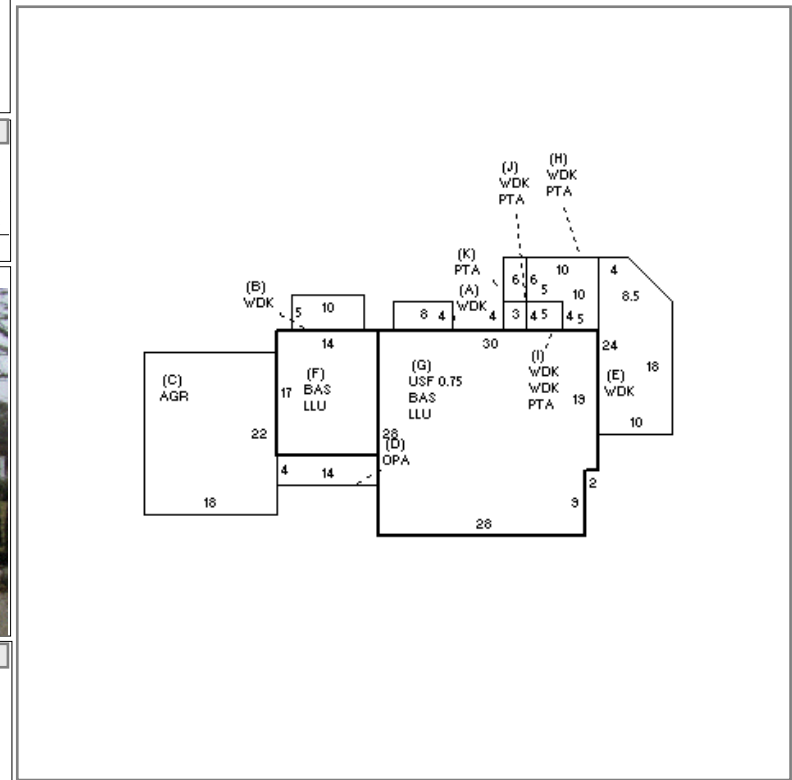 (H)
WDK
PTA
(J)
WDK
PTA
(K)
PTA
(B)
WDK
(A)
WDK
5
10
8
4
4
6
6
5
10
10
4
8.5
3
4
5
4
5
14
30
24
18
(C)
AGR
17
(F)
BAS
LLU
(G)
USF 0.75
BAS
LLU
(I)
WDK
WDK
PTA
19
(E)
WDK
10
22
28
(D)
OPA
4
14
2
9
18
28